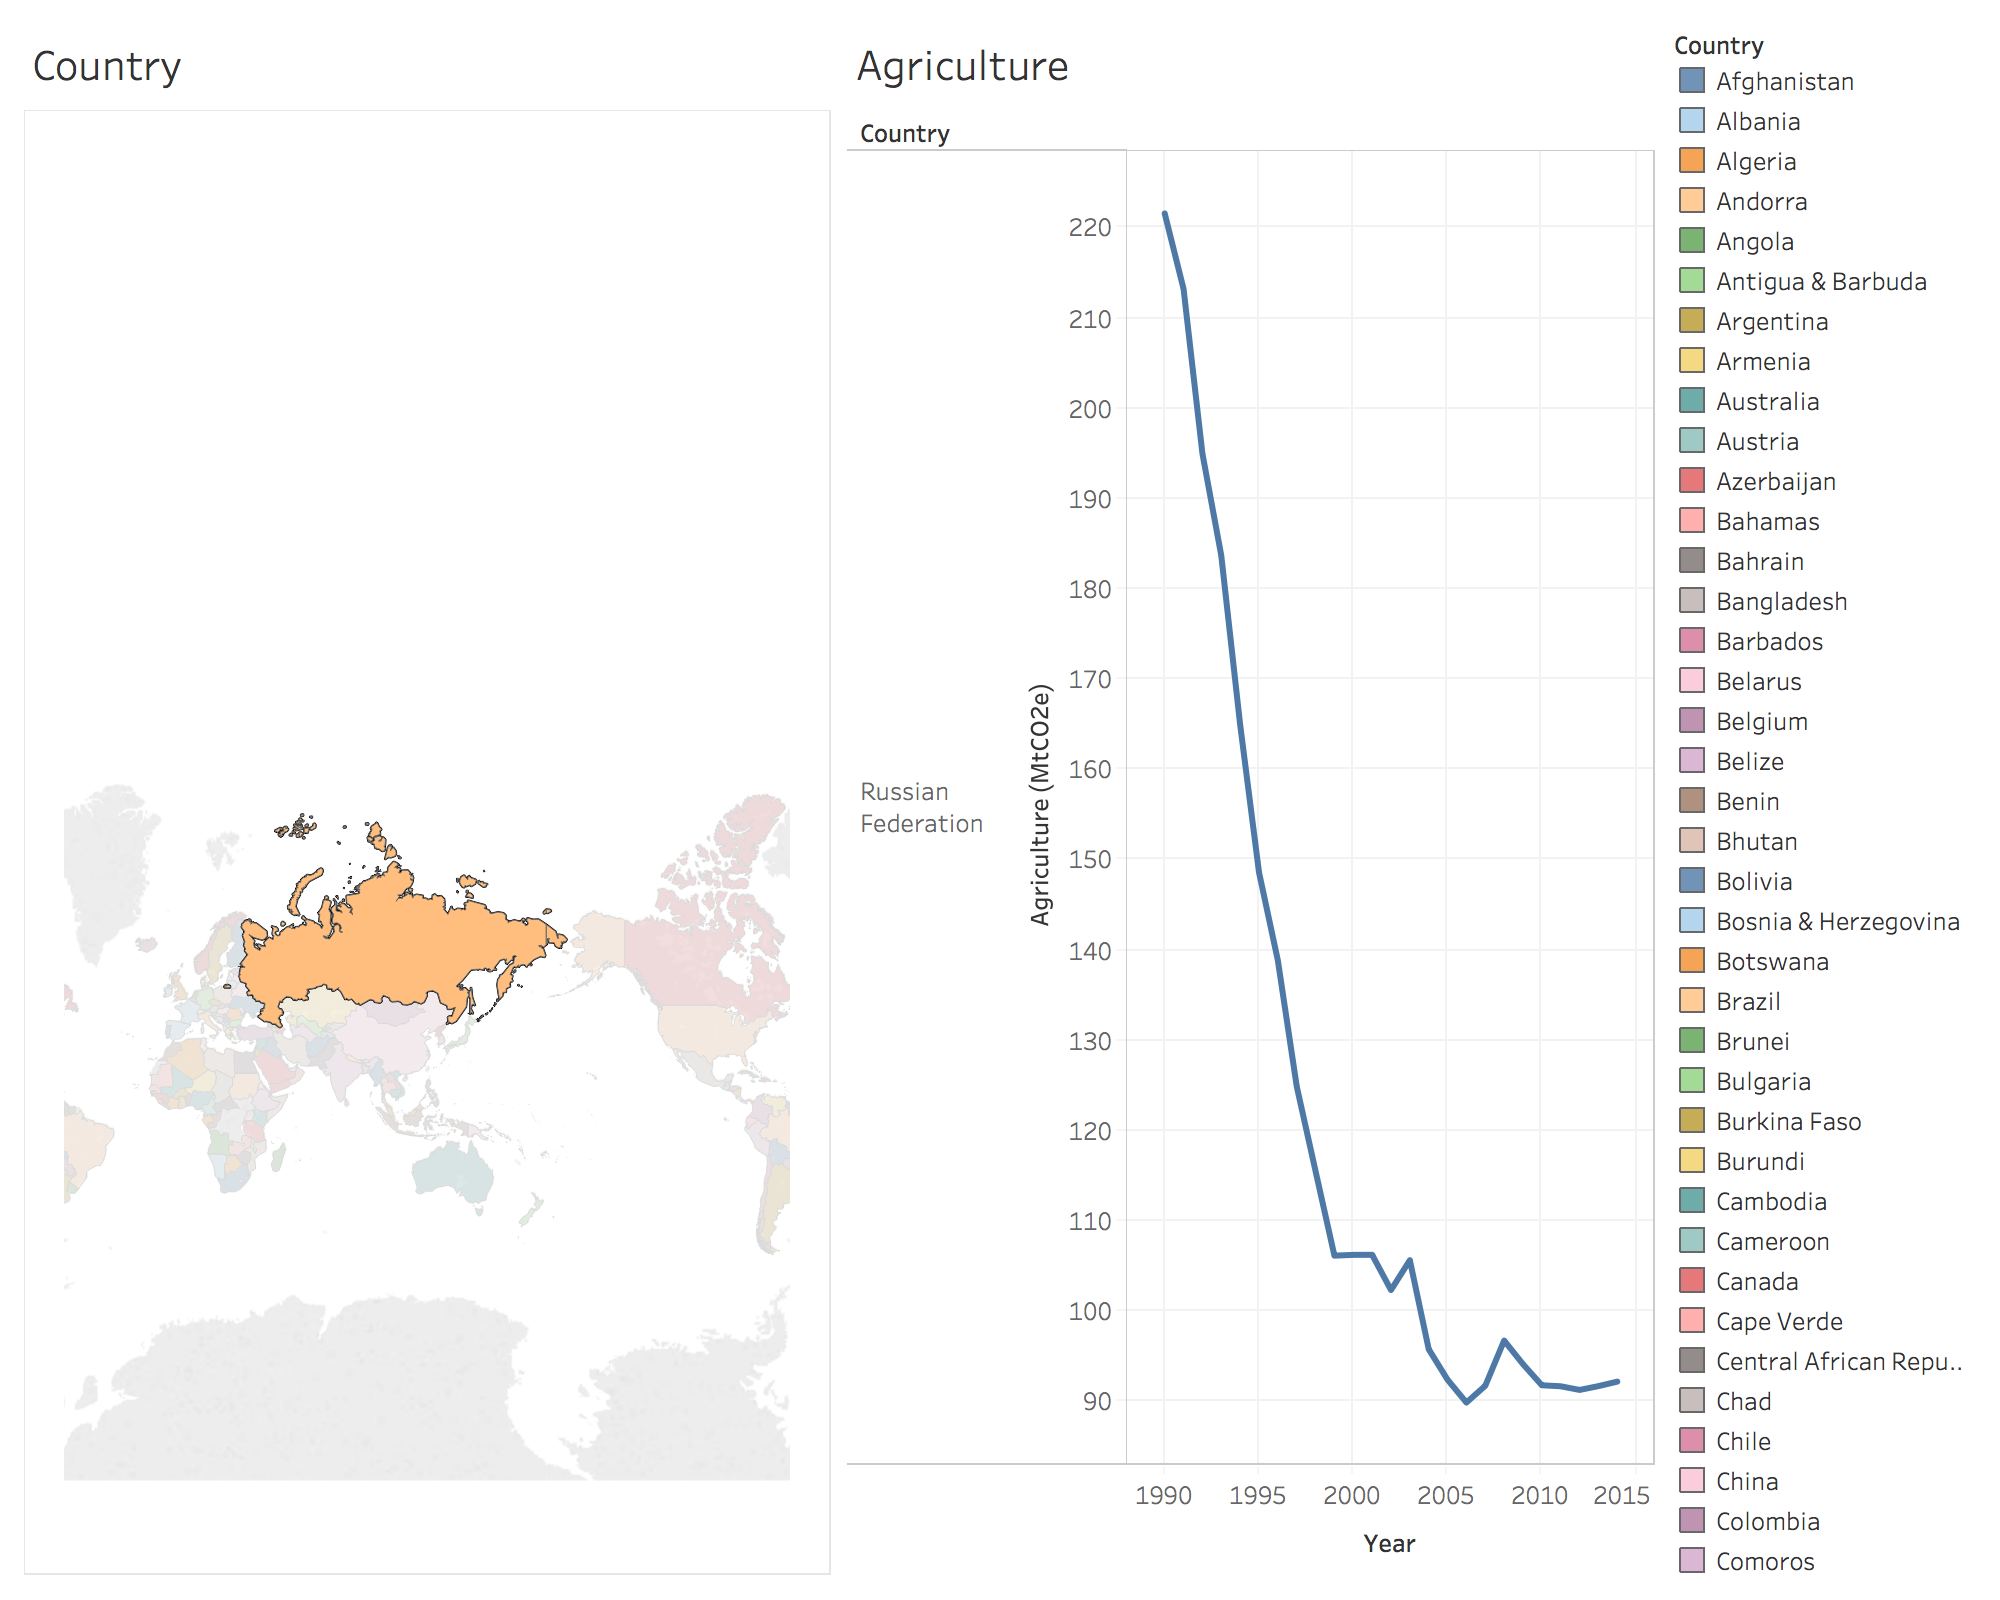 Country
Agriculture
Country
Russian
Federation
Agriculture (MtCO2e)
220
210
200
190
180
170
160
150
140
130
120
110
100
90
1990 1995 2000 2005 2010 2015
Year
Country
Afghanistan
Albania
Algeria
Andorra
Angola
Antigua & Barbuda
Argentina
Armenia
Australia
Austria
Azerbaijan
Bahamas
Bahrain
Bangladesh
Barbados
Belarus
Belgium
Belize
Benin
Bhutan
Bolivia
Bosnia & Herzegovina
Botswana
Brazil
Brunei
Bulgaria
Burkina Faso
Burundi
Cambodia
Cameroon
Canada
Cape Verde
Central African Repu..
Chad
Chile
China
Colombia
Comoros